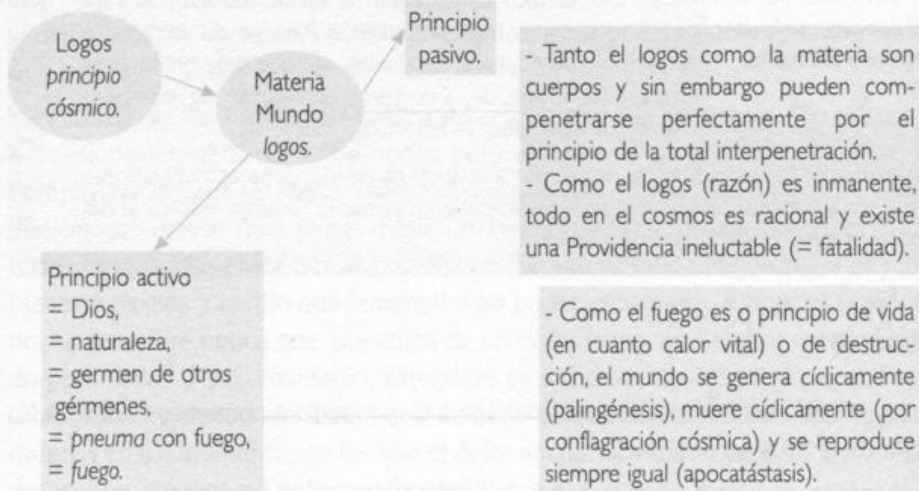 Logos
principio
cósmico.
Materia
Mundo
logos.
Principio
pasivo.
- Tanto el logos como la materia son
cuerpos y sin embargo pueden com-
penetrarse perfectamente por el
principio de la total interpenetración.
- Como el logos (razón) es inmanente,
todo en el cosmos es racional y existe
una Providencia ineluctable (= fatalidad).
Principio activo
= Dios,
= naturaleza,
= germen de otros
gérmenes,
= pneuma con fuego,
= fuego.
- Como el fuego es o principio de vida
(en cuanto calor vital) o de destruc-
ción, el mundo se genera cíclicamente
(palingénesis), muere cíclicamente (por
conflagración cósmica) y se reproduce
siempre igual (apocatástasis).